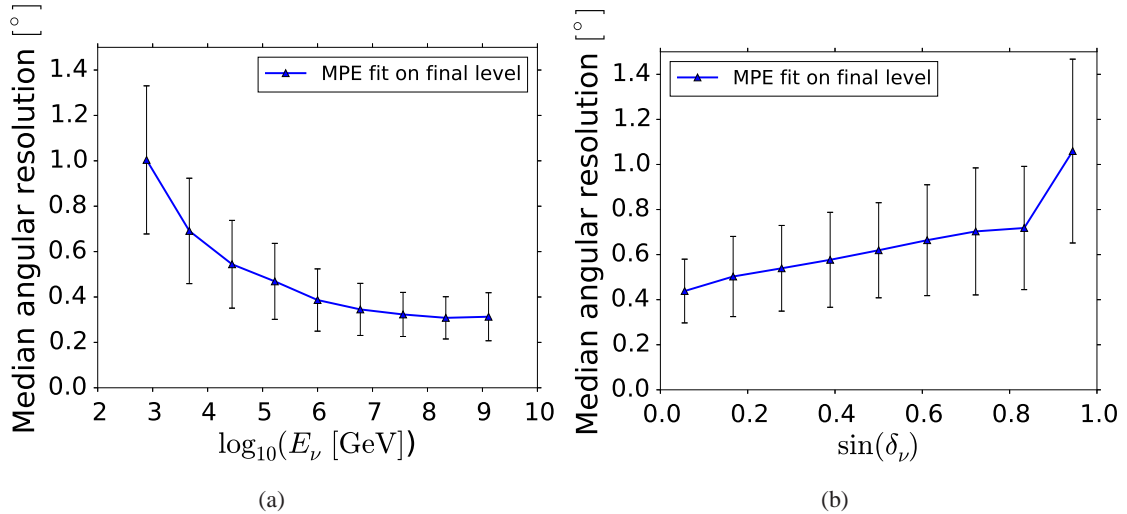 Median angular resolution [°]
1.4
1.2
1.0
0.8
0.6
0.4
0.2
0.0
MPE fit on final level
2 3 4 5 6 7 8 9 10
log₁₀(E_ν [GeV])
(a)
Median angular resolution [°]
1.4
1.2
1.0
0.8
0.6
0.4
0.2
0.0
MPE fit on final level
0.0 0.2 0.4 0.6 0.8 1.0
sin(δ_ν)
(b)